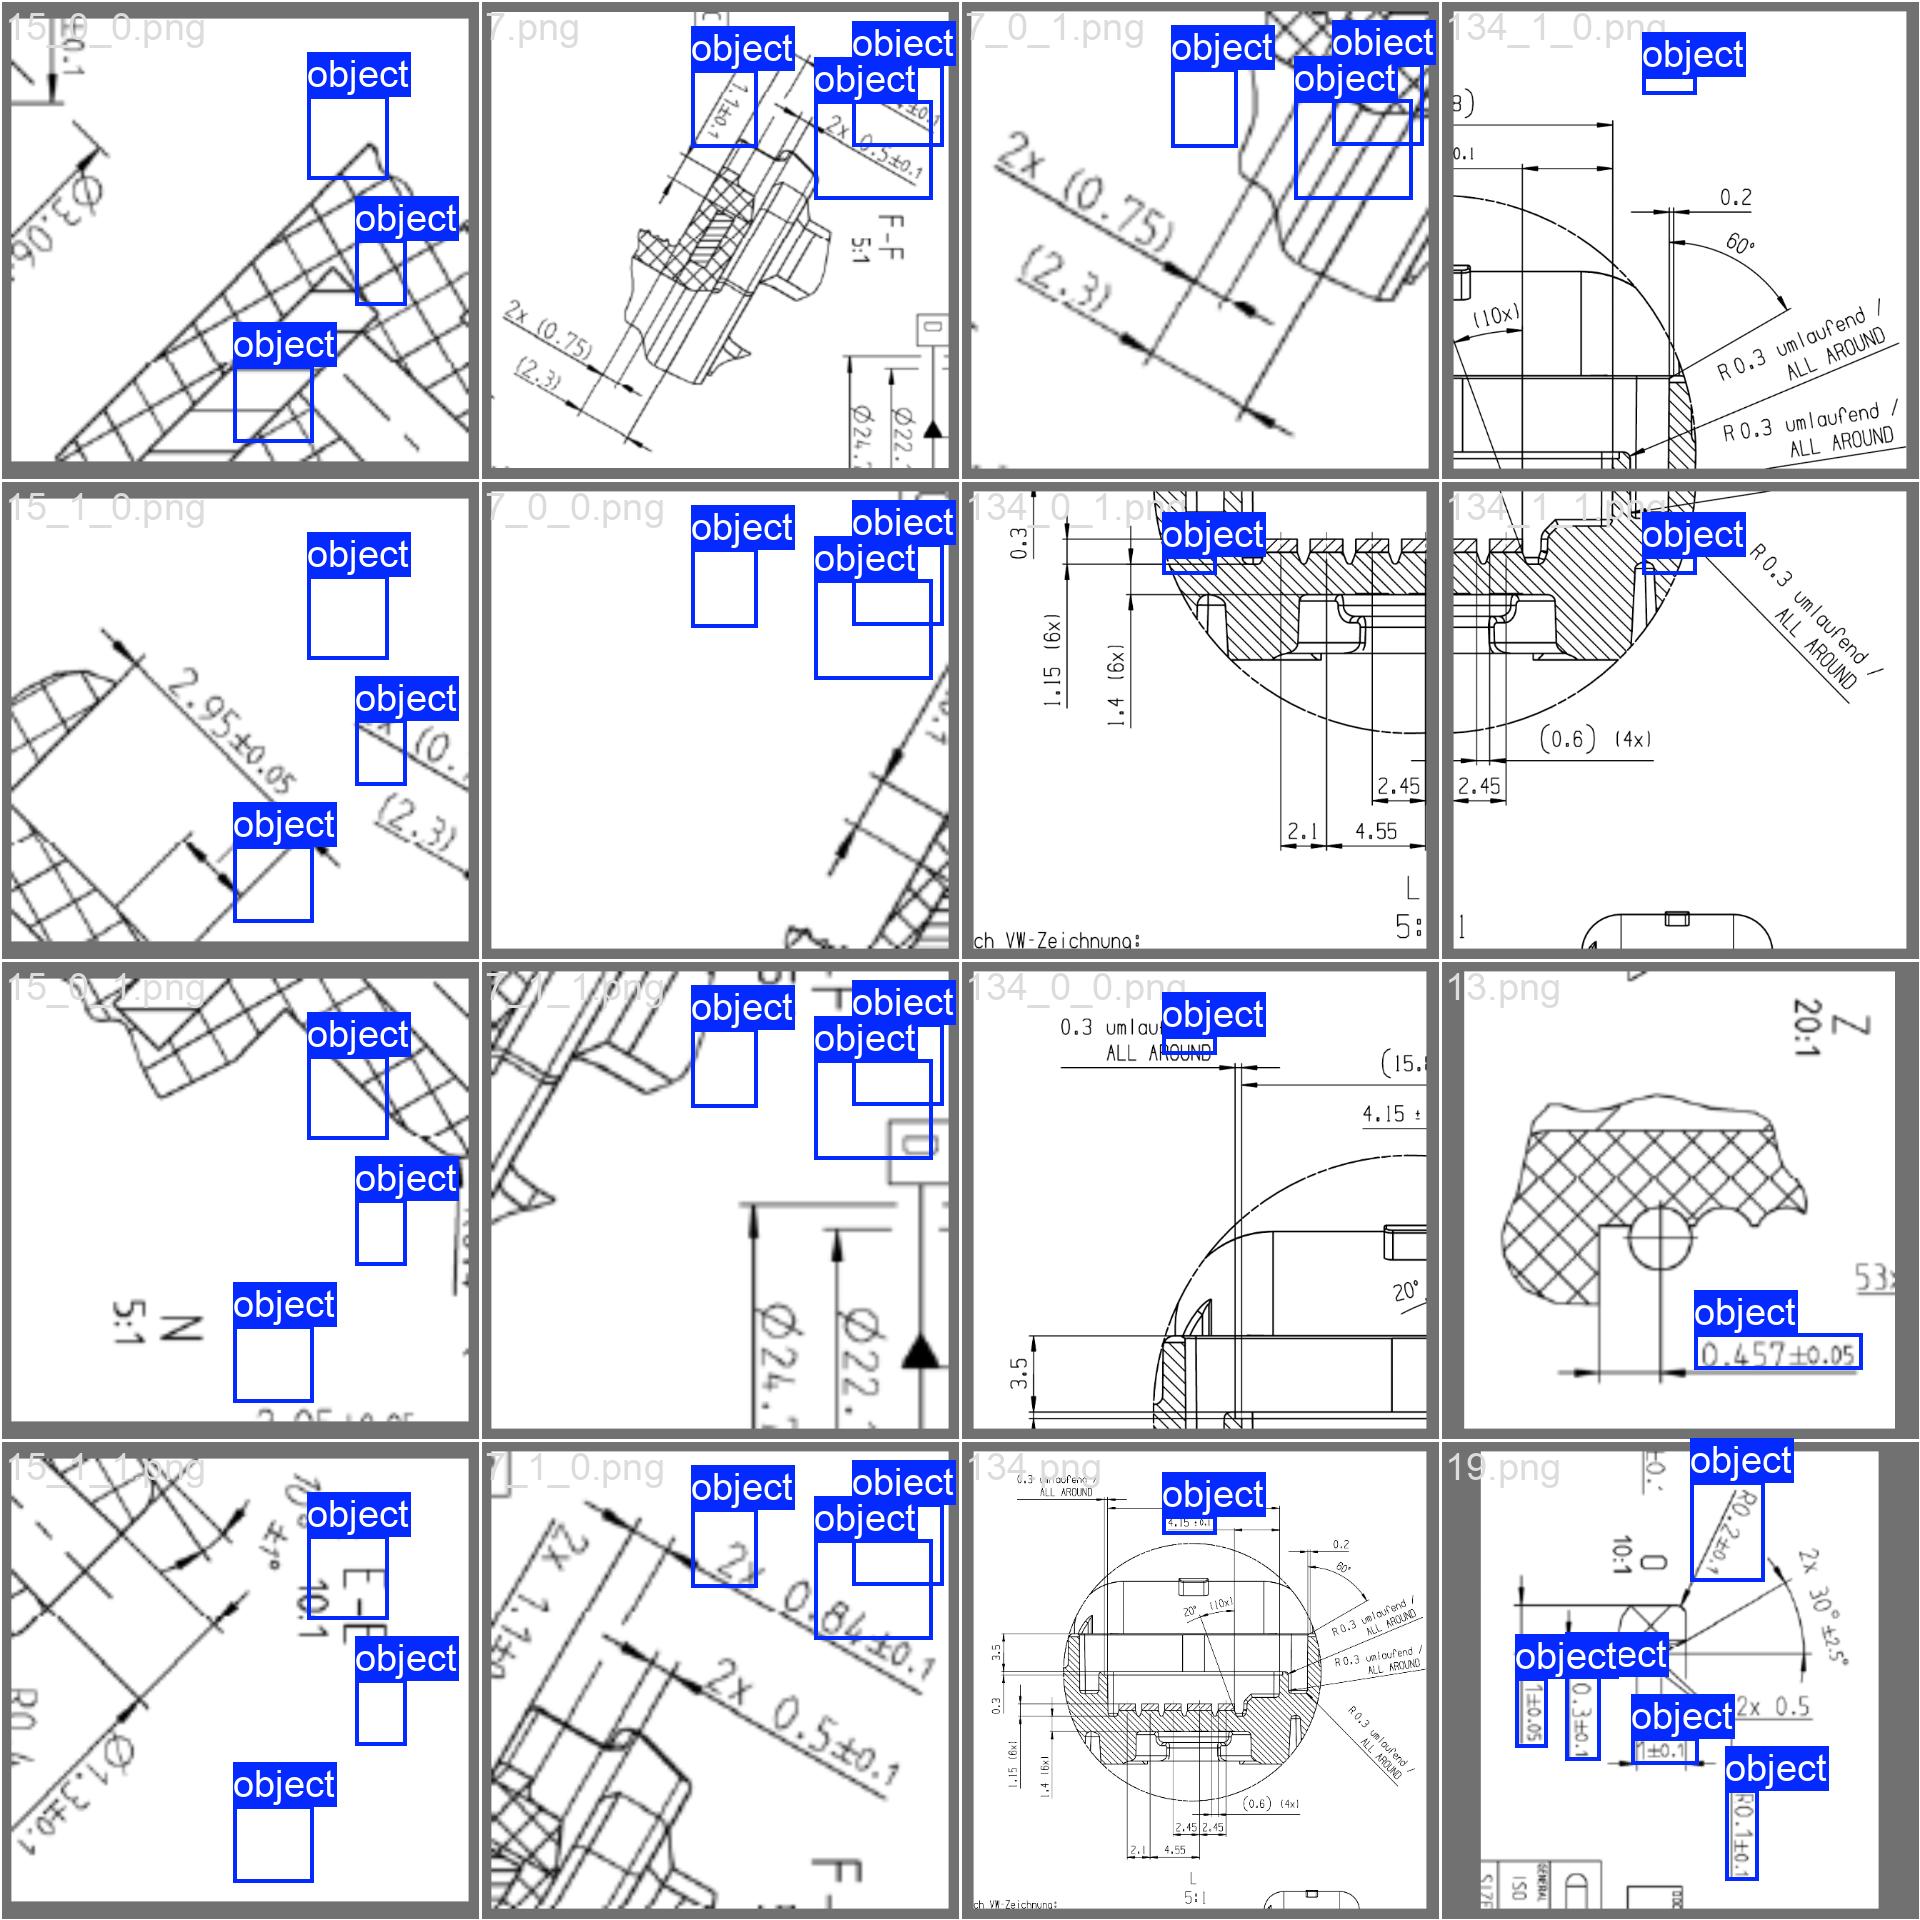 15_0_0.png
object
object
object
±0.1
7.png
object
object
object
1.1±0.1
2x 0.5±0.1
F-F
5:1
2x (0.75)
(2.3)
D
7_0_1.png
object
object
object
2x (0.75)
(2.3)
134_1_0.png
object
0.1
0.2
60°
(10x)
R 0.3 umlaufend /
ALL AROUND
R 0.3 umlaufend /
ALL AROUND
15_1_0.png
object
object
object
2.95±0.05
(2.3)
7_0_0.png
object
object
object
134_0_1.png
object
0.3
1.15 (6x)
1.4 (6x)
2.45
2.1
4.55
L
5:
ch VW-Zeichnung:
134_1_1.png
object
R 0.3 umlaufend /
ALL AROUND
(0.6) (4x)
2.45
1
15_0_1.png
object
object
object
N
5:1
7_1_1.png
object
object
object
D
Ø24.
Ø22.
134_0_0.png
object
0.3 umlau
ALL AROUND
(15.
4.15 ±
20°
3.5
13.png
Z
20:1
53x
object
0.457±0.05
15_1_1.png
object
object
object
10:1
Ø1.3±0.1
7_1_0.png
object
object
object
2x 0.84±0.1
2x 1.1±0
2x 0.5±0.1
F-
134.png
object
0.3 umlaufend /
ALL AROUND
4.15 ±0.1
0.2
60°
20°
(10x)
R 0.3 umlaufend /
ALL AROUND
R 0.3 umlaufend /
ALL AROUND
R 0.3 umlaufend /
ALL AROUND
3.5
0.3
1.15 (6x)
1.4 (6x)
(0.6) (4x)
2.45
2.45
2.1
4.55
L
5:1
ch VW-Zeichnung:
19.png
object
R0.2±0.1
O
10:1
2x 30°±2.5°
object
ect
1±0.05
0.3±0.1
object
2x 0.5
1±0.1
object
R0.1±0.1
GENERAL
ISO
SIZE